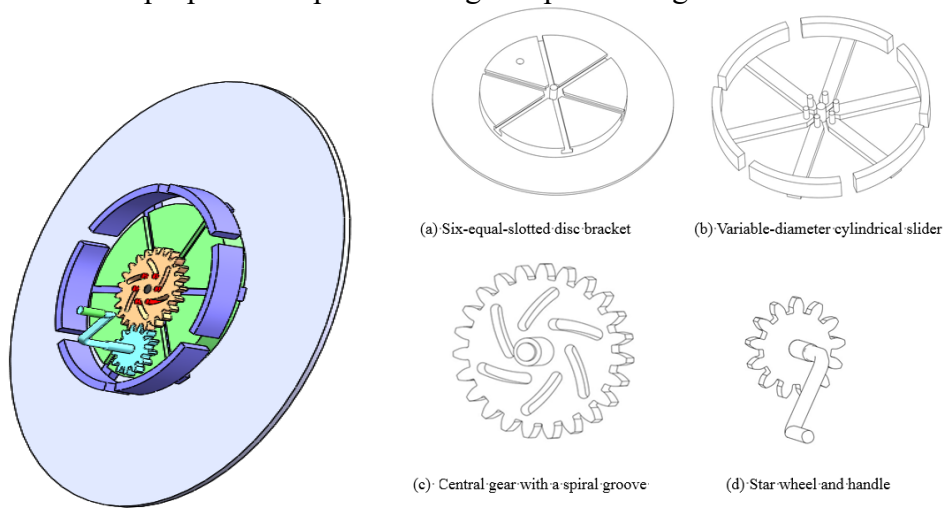 (a) Six-equal-slotted disc bracket
(b) Variable-diameter cylindrical slider
(c) Central gear with a spiral groove
(d) Star wheel and handle